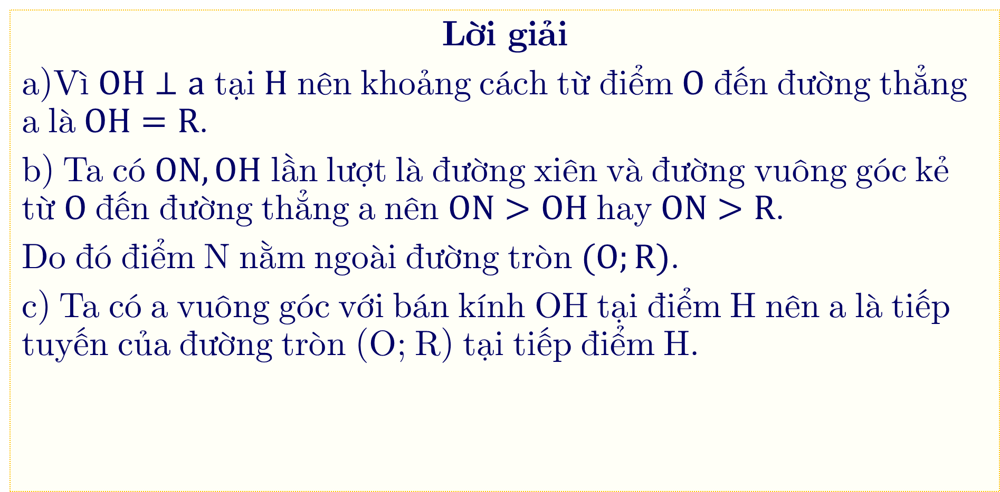 Lời giải
a)Vì OH ⊥ a tại H nên khoảng cách từ điểm O đến đường thẳng
a là OH = R.
b) Ta có ON, OH lần lượt là đường xiên và đường vuông góc kẻ
từ O đến đường thẳng a nên ON > OH hay ON > R.
Do đó điểm N nằm ngoài đường tròn (O; R).
c) Ta có a vuông góc với bán kính OH tại điểm H nên a là tiếp
tuyến của đường tròn (O; R) tại tiếp điểm H.